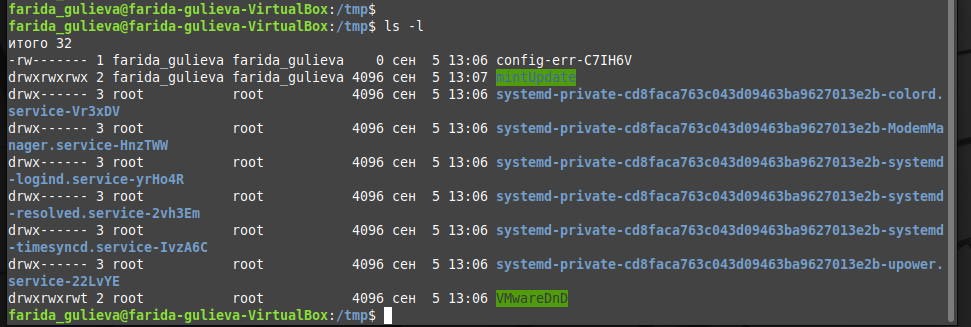 farida_gulieva@farida-gulieva-VirtualBox:/tmp$
farida_gulieva@farida-gulieva-VirtualBox:/tmp$ ls -l
итого 32
-rw------- 1 farida_gulieva farida_gulieva    0 сен  5 13:06 config-err-C7IH6V
drwxrwxrwx 2 farida_gulieva farida_gulieva 4096 сен  5 13:07 mintUpdate
drwx------ 3 root           root           4096 сен  5 13:06 systemd-private-cd8faca763c043d09463ba9627013e2b-colord.
service-Vr3xDV
drwx------ 3 root           root           4096 сен  5 13:06 systemd-private-cd8faca763c043d09463ba9627013e2b-ModemMa
nager.service-HnzTWW
drwx------ 3 root           root           4096 сен  5 13:06 systemd-private-cd8faca763c043d09463ba9627013e2b-systemd
-logind.service-yrHo4R
drwx------ 3 root           root           4096 сен  5 13:06 systemd-private-cd8faca763c043d09463ba9627013e2b-systemd
-resolved.service-2vh3Em
drwx------ 3 root           root           4096 сен  5 13:06 systemd-private-cd8faca763c043d09463ba9627013e2b-systemd
-timesyncd.service-IvzA6C
drwx------ 3 root           root           4096 сен  5 13:06 systemd-private-cd8faca763c043d09463ba9627013e2b-upower.
service-22LvYE
drwxrwxrwt 2 root           root           4096 сен  5 13:06 VMwareDnD
farida_gulieva@farida-gulieva-VirtualBox:/tmp$